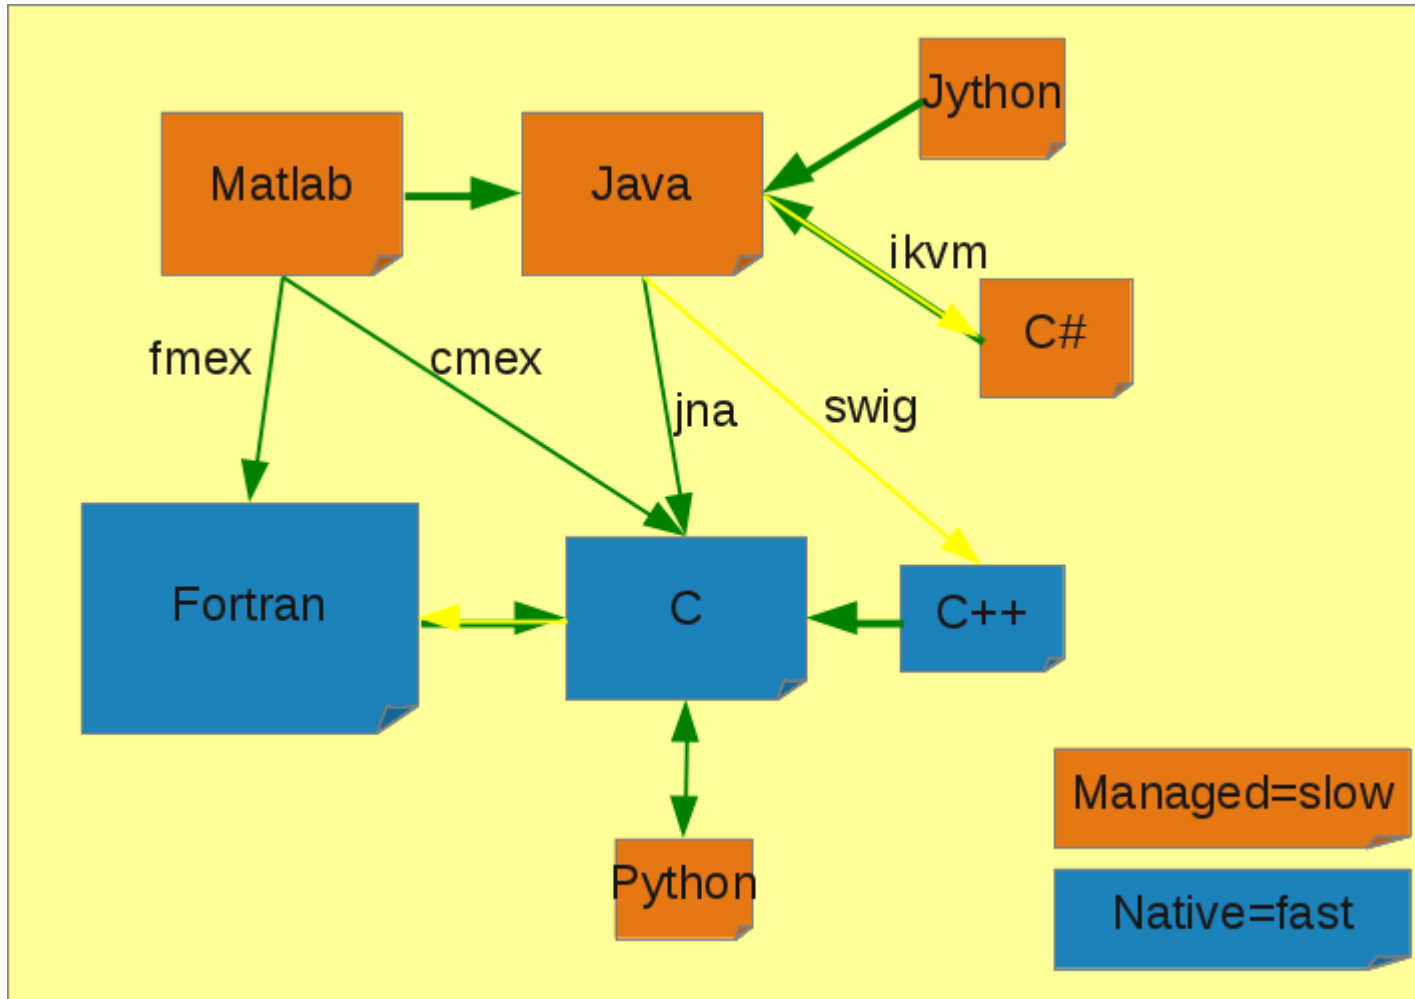 Jython
Matlab
Java
ikvm
C#
fmex
cmex
jna
swig
Fortran
C
C++
Managed=slow
Python
Native=fast